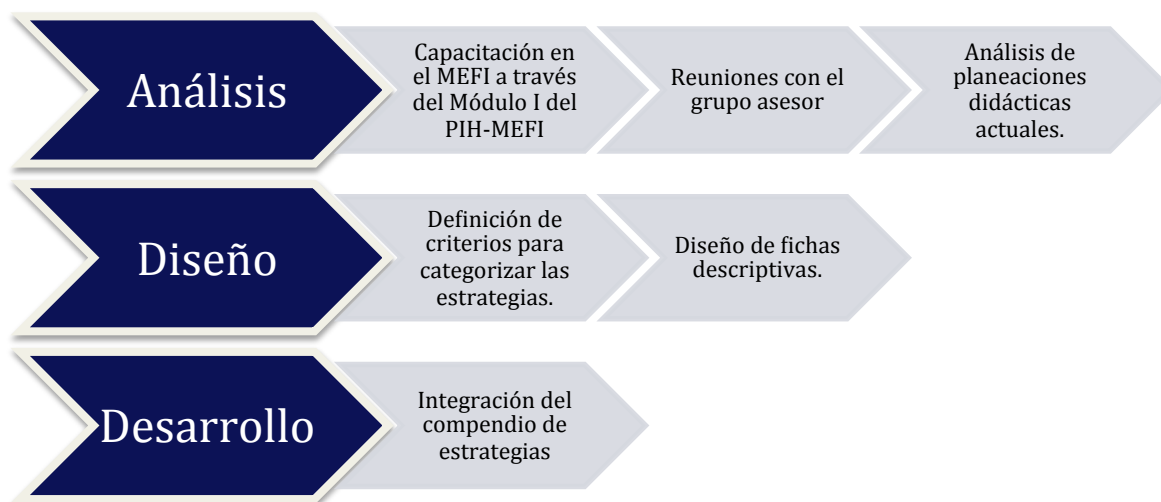 Análisis
Capacitación en
el MEFI a través
del Módulo I del
PIH-MEFI
Reuniones con el
grupo asesor
Análisis de
planeaciones
didácticas
actuales.
Diseño
Definición de
criterios para
categorizar las
estrategias.
Diseño de fichas
descriptivas.
Desarrollo
Integración del
compendio de
estrategias